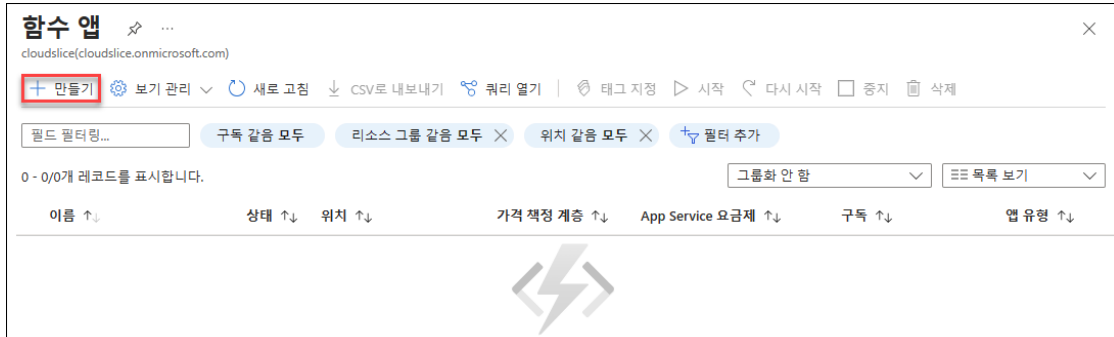 함수 앱
cloudslice(cloudslice.onmicrosoft.com)
만들기 보기 관리 새로 고침 CSV로 내보내기 쿼리 열기 태그 지정 시작 다시 시작 중지 삭제
필드 필터링... 구독 같음 모두 리소스 그룹 같음 모두 위치 같음 모두 필터 추가
0 - 0/0개 레코드를 표시합니다. 그룹화 안 함 목록 보기
이름 상태 위치 가격 책정 계층 App Service 요금제 구독 앱 유형